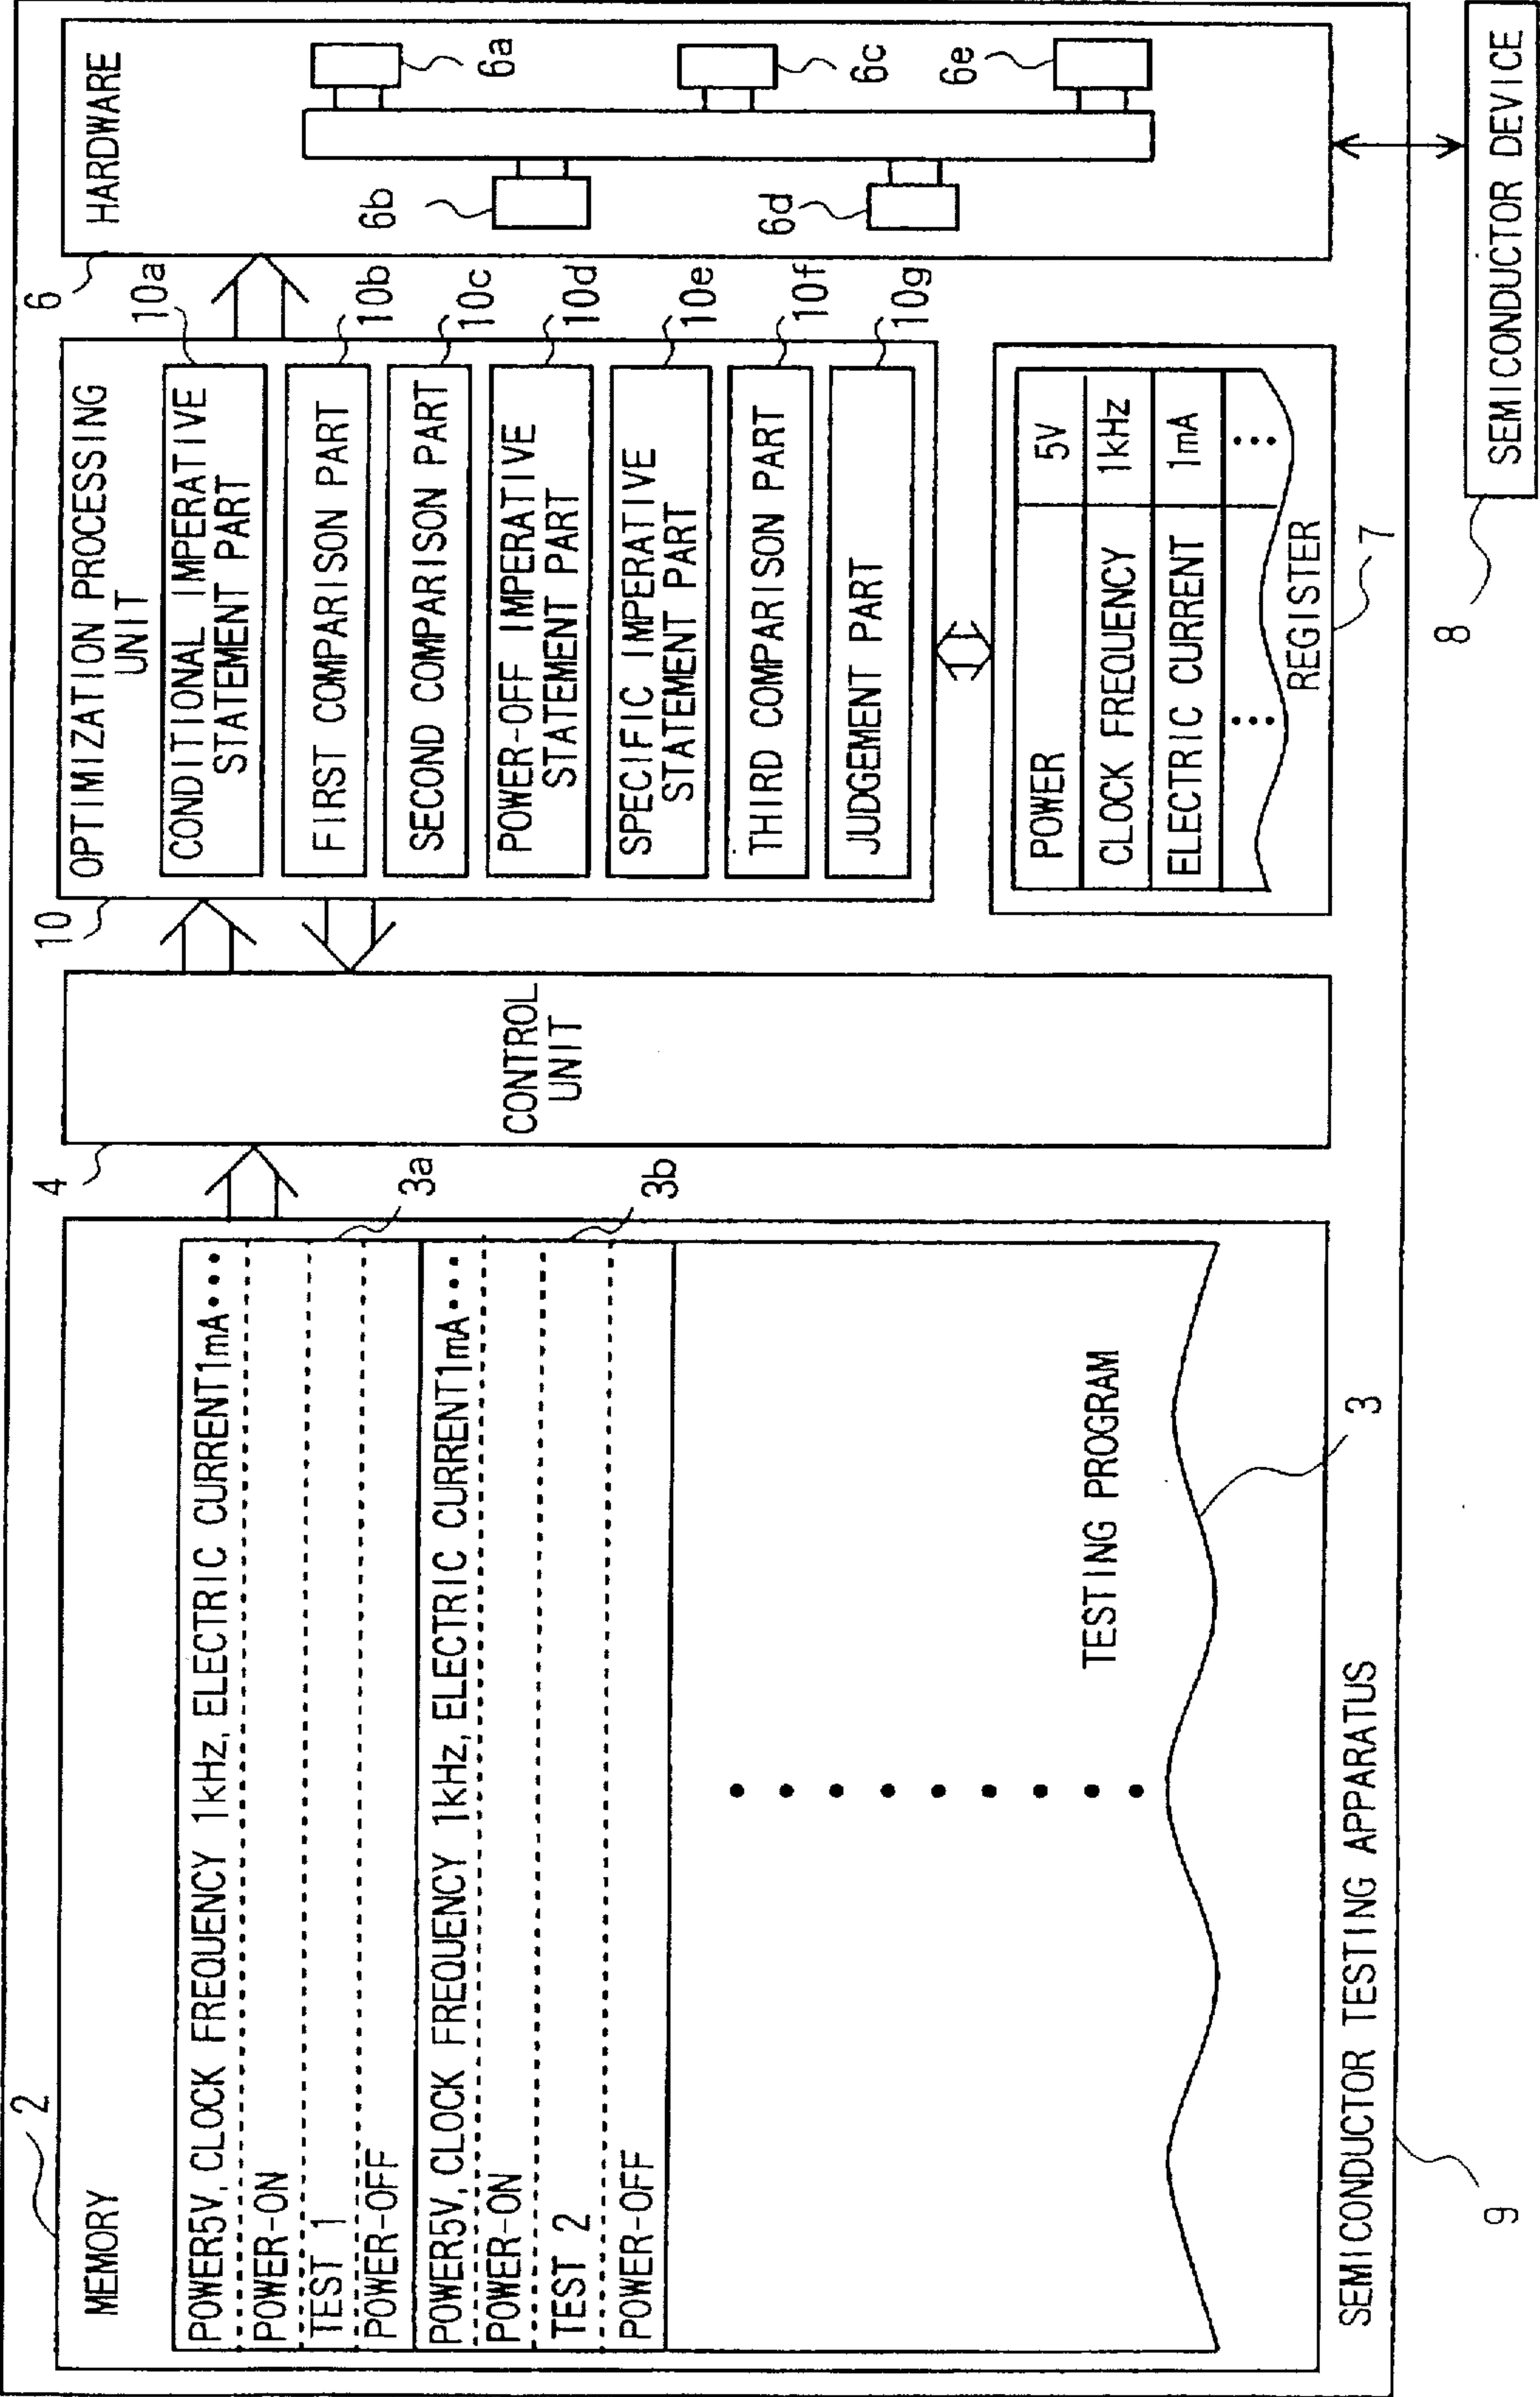 2
MEMORY
POWER5V, CLOCK FREQUENCY 1kHz, ELECTRIC CURRENT1mA •••
POWER-ON
TEST 1
POWER-OFF
3a
POWER5V, CLOCK FREQUENCY 1kHz, ELECTRIC CURRENT1mA •••
POWER-ON
TEST 2
POWER-OFF
3b
TESTING PROGRAM
3
SEMICONDUCTOR TESTING APPARATUS
9
4
CONTROL
UNIT
10
OPTIMIZATION PROCESSING
UNIT
CONDITIONAL IMPERATIVE
STATEMENT PART
10a
FIRST COMPARISON PART
10b
SECOND COMPARISON PART
10c
POWER-OFF IMPERATIVE
STATEMENT PART
10d
SPECIFIC IMPERATIVE
STATEMENT PART
10e
THIRD COMPARISON PART
10f
JUDGEMENT PART
10g
POWER 5V
CLOCK FREQUENCY 1kHz
ELECTRIC CURRENT 1mA
REGISTER
7
6
HARDWARE
6a
6b
6c
6d
6e
8
SEMICONDUCTOR DEVICE